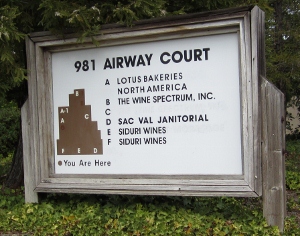 981 AIRWAY COURT
A LOTUS BAKERIES
NORTH AMERICA
B THE WINE SPECTRUM, INC.
C
D SAC VAL JANITORIAL
E SIDURI WINES
F SIDURI WINES
B
A-1
A C
F E D
You Are Here